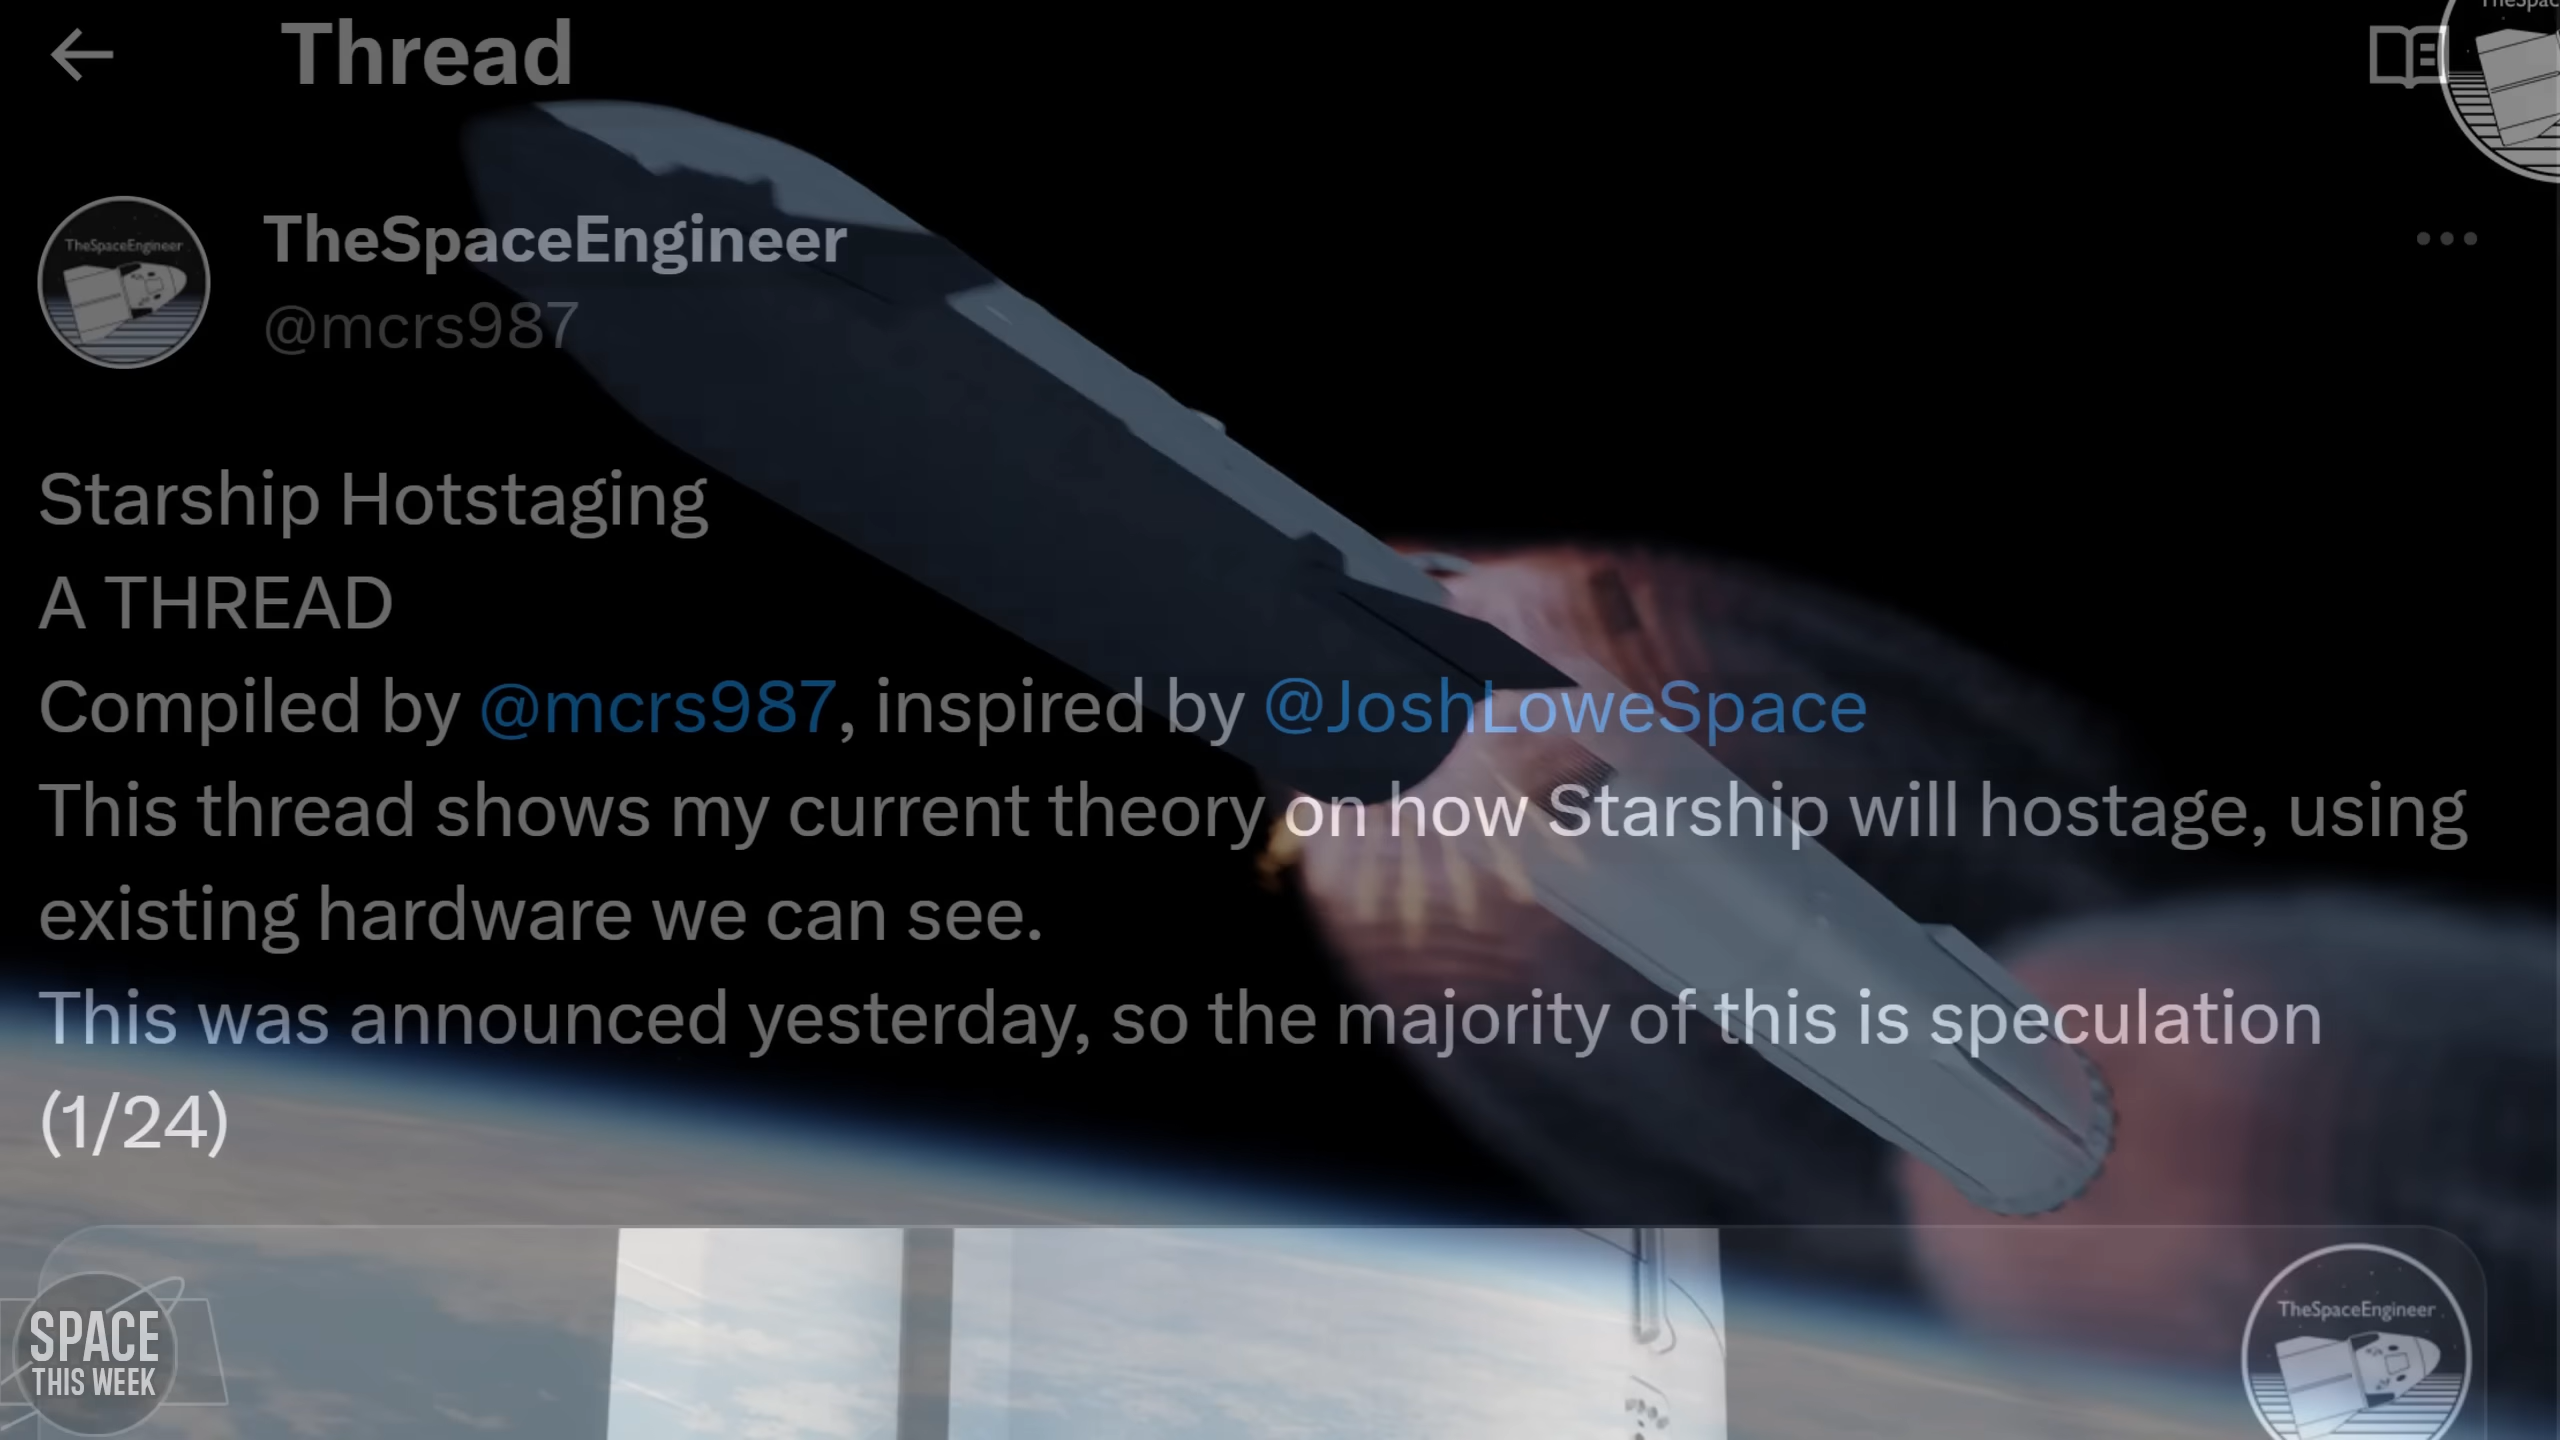 Thread
TheSpaceEngineer
TheSpaceEngineer
@mcrs987
Starship Hotstaging
A THREAD
Compiled by @mcrs987, inspired by @JoshLoweSpace
This thread shows my current theory on how Starship will hostage, using
existing hardware we can see.
This was announced yesterday, so the majority of this is speculation
(1/24)
SPACE
THIS WEEK
TheSpaceEngineer